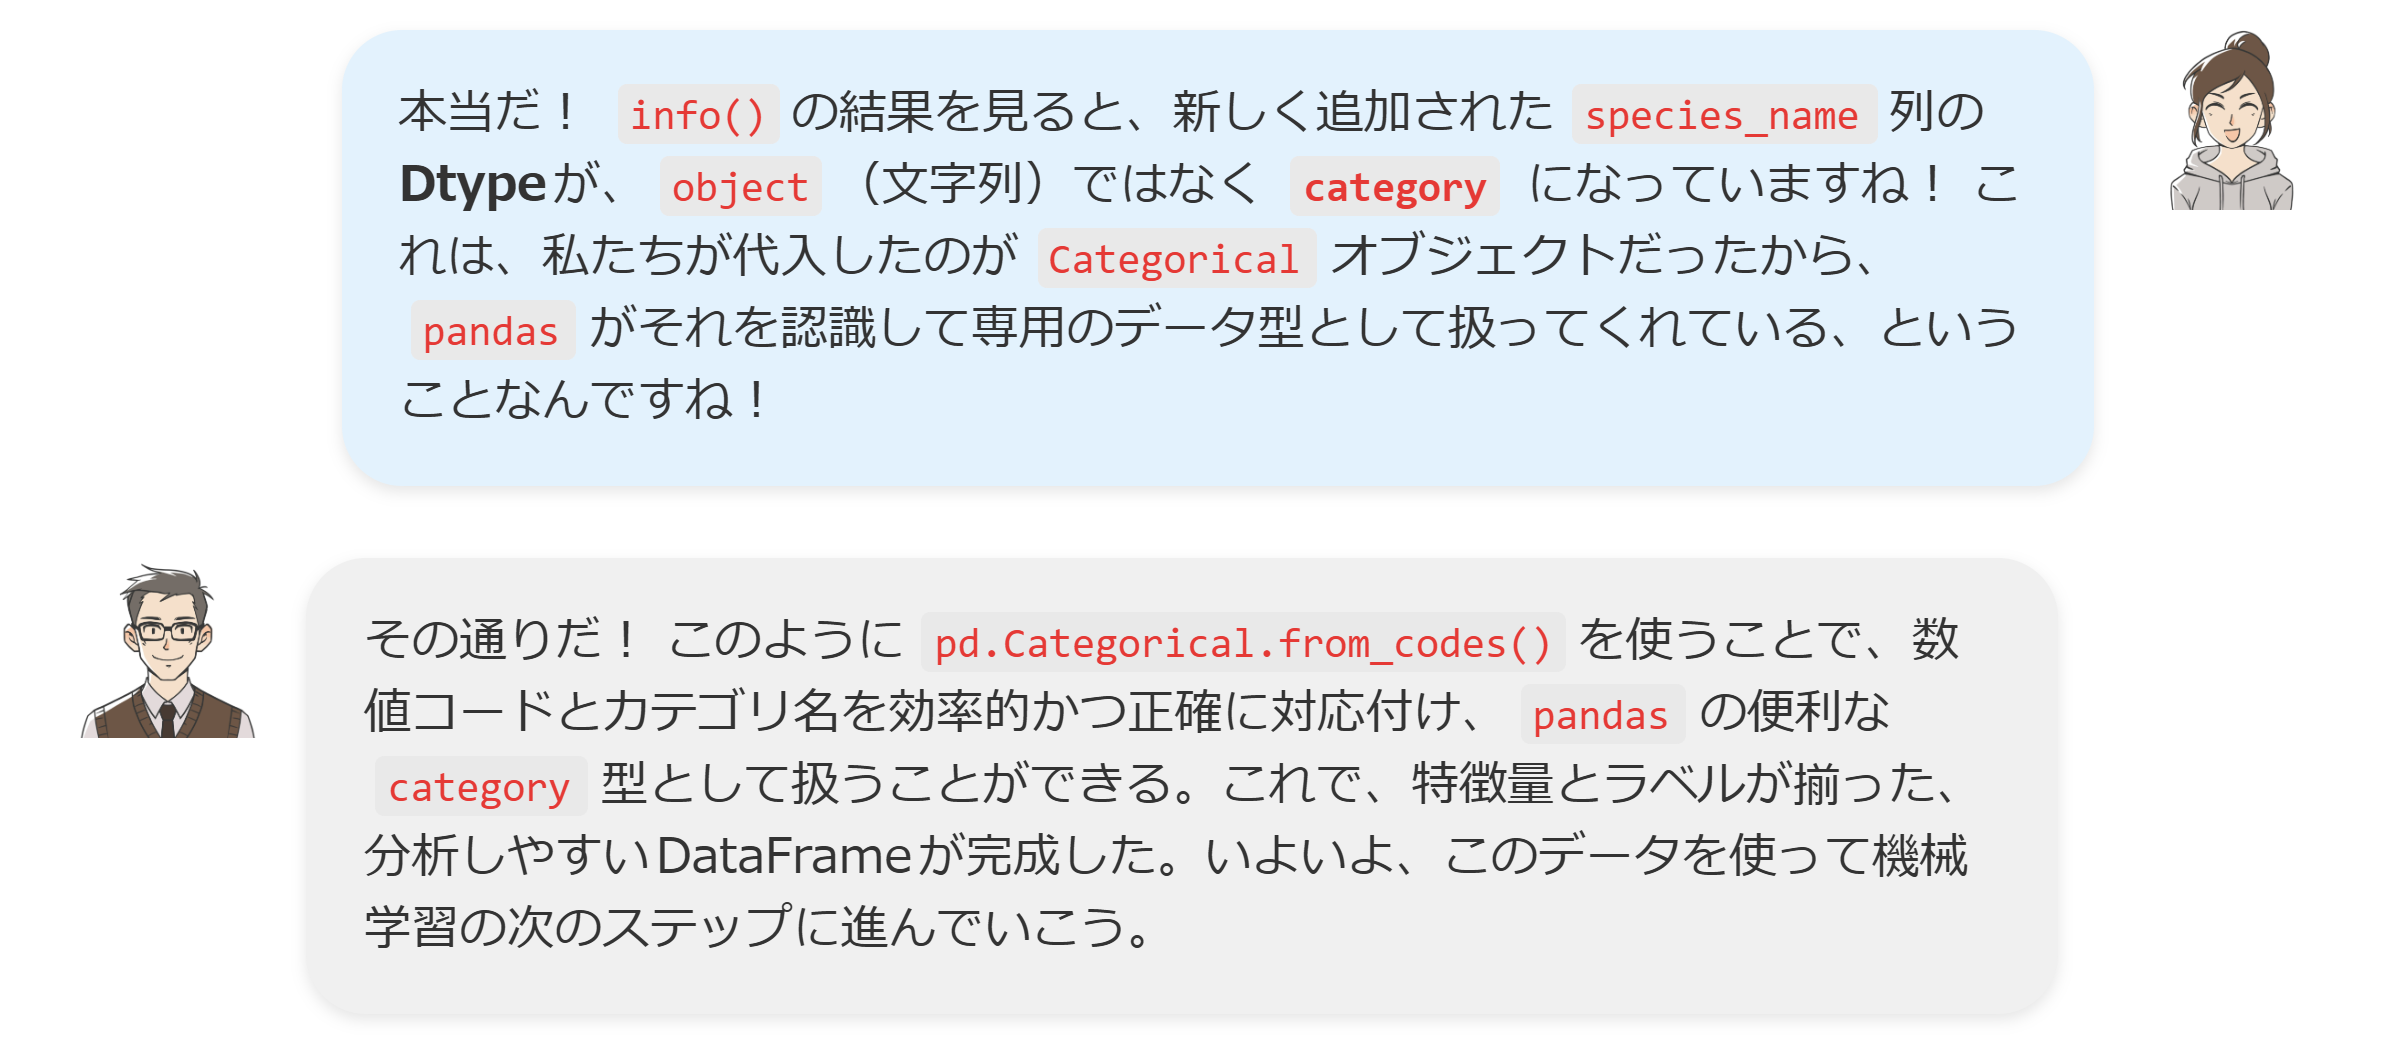 本当だ！ info() の結果を見ると、新しく追加された species_name 列の
Dtypeが、 object （文字列）ではなく category になっていますね！ こ
れは、私たちが代入したのが Categorical オブジェクトだったから、
pandas がそれを認識して専用のデータ型として扱ってくれている、という
ことなんですね！
その通りだ！ このように pd.Categorical.from_codes() を使うことで、数
値コードとカテゴリ名を効率的かつ正確に対応付け、 pandas の便利な
category 型として扱うことができる。これで、特徴量とラベルが揃った、
分析しやすいDataFrameが完成した。いよいよ、このデータを使って機械
学習の次のステップに進んでいこう。